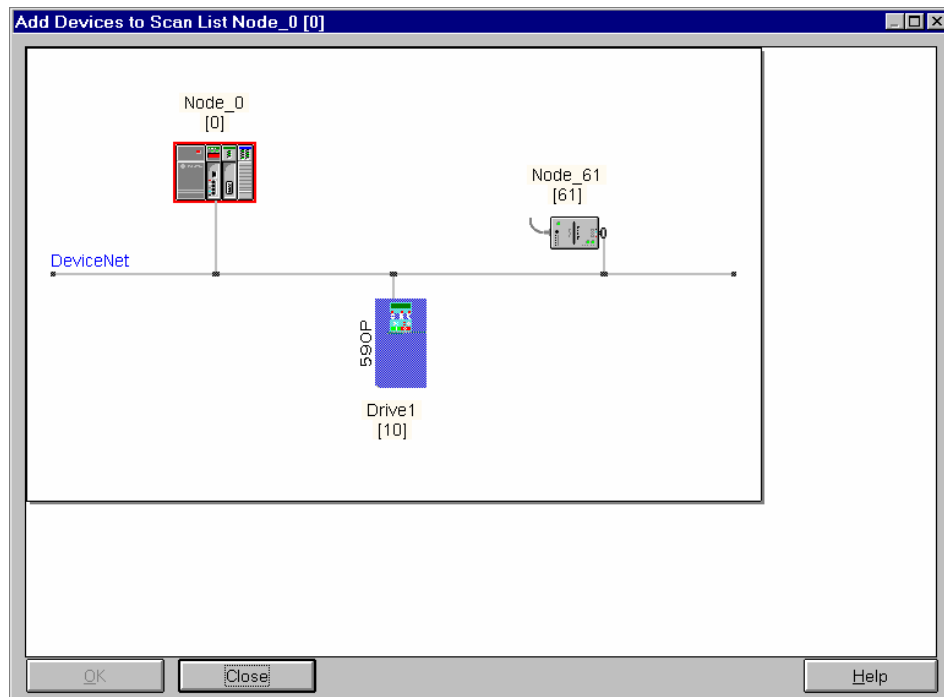 Add Devices to Scan List Node_0 [0]
Node_0
[0]
Node_61
[61]
DeviceNet
590P
Drive1
[10]
OK
Close
Help